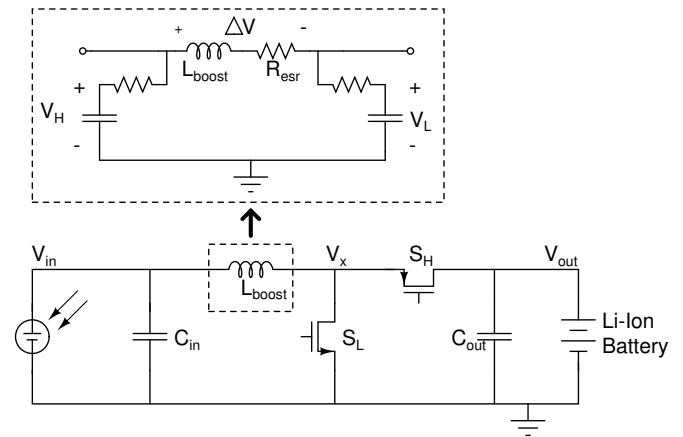 + ΔV -
L_boost R_esr
+ +
V_H V_L
- -
V_in V_x S_H V_out
L_boost
C_in S_L C_out Li-Ion
Battery